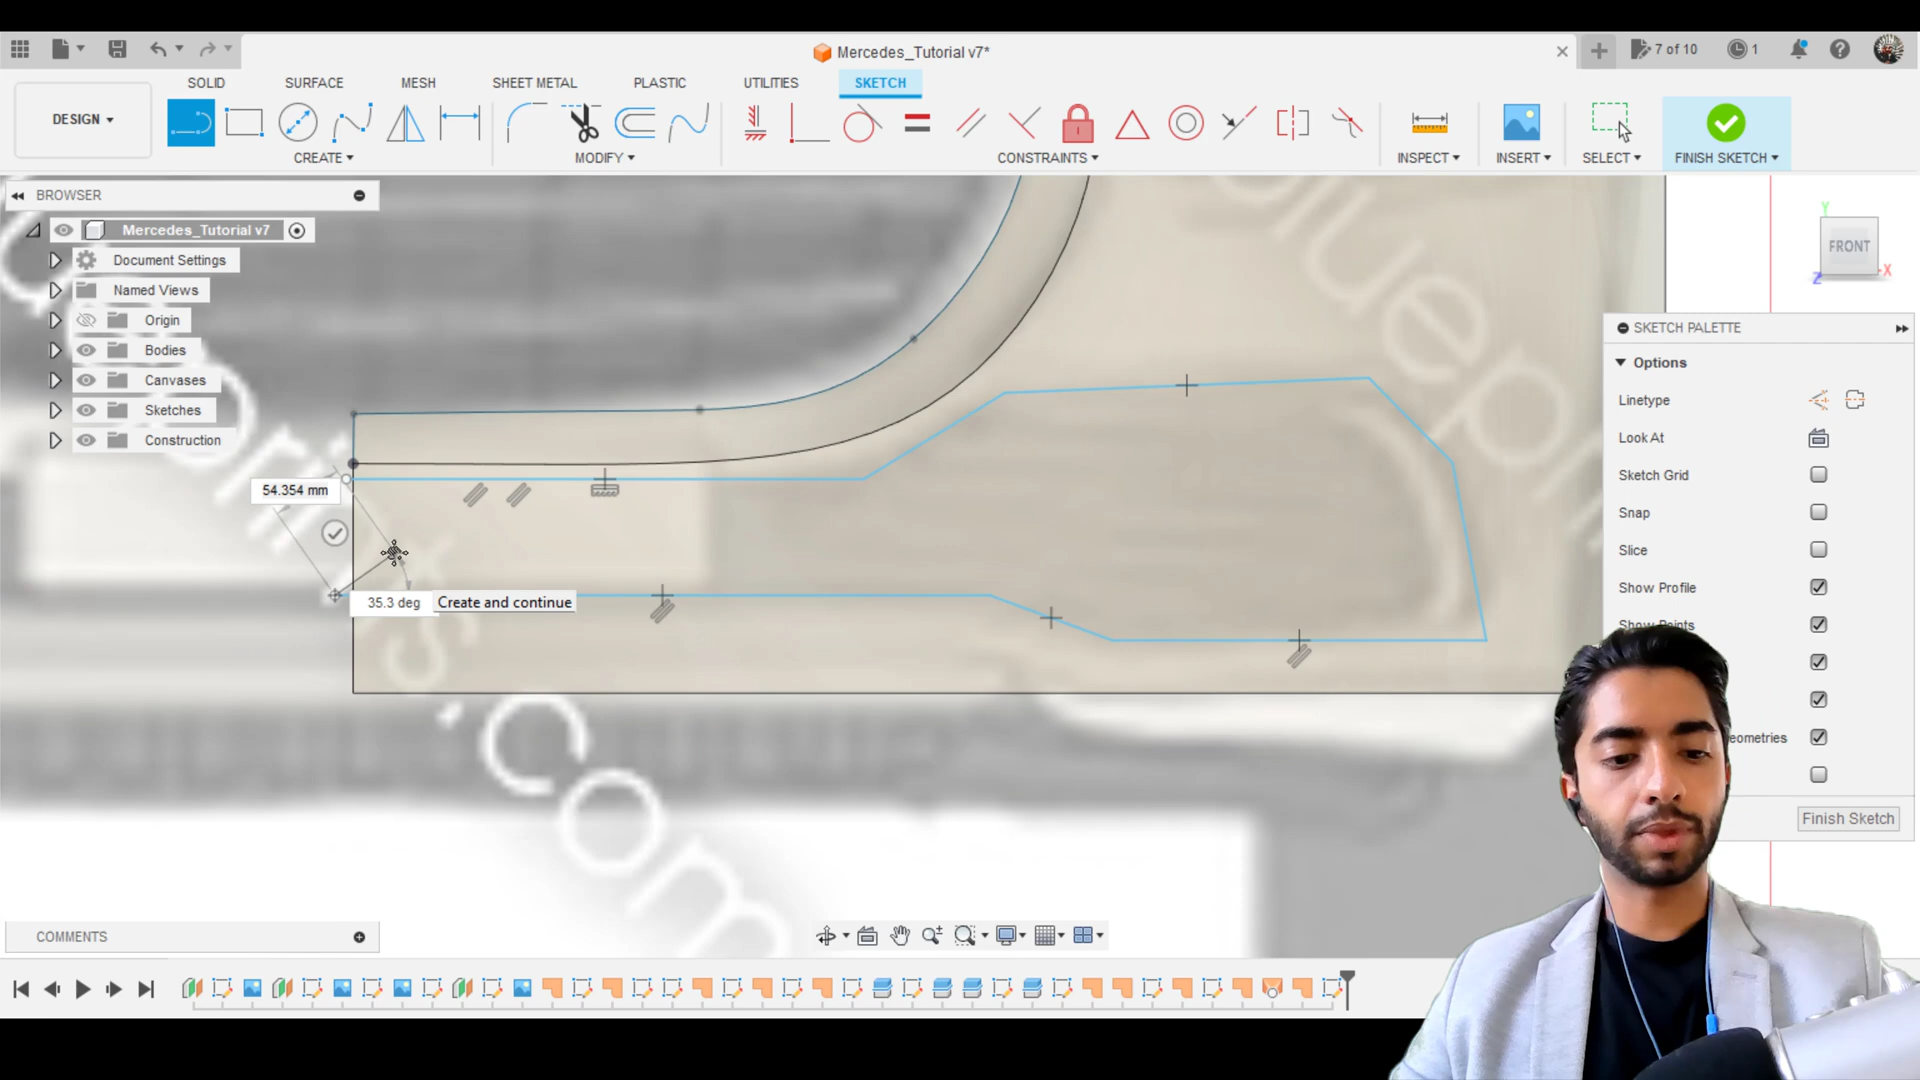 Mercedes_Tutorial v7*
7 of 10
1
SOLID
SURFACE
MESH
SHEET METAL
PLASTIC
UTILITIES
SKETCH
DESIGN
CREATE
MODIFY
CONSTRAINTS
INSPECT
INSERT
SELECT
FINISH SKETCH
BROWSER
Mercedes_Tutorial v7
Document Settings
Named Views
Origin
Bodies
Canvases
Sketches
Construction
Y
FRONT
X
Z
SKETCH PALETTE
Options
Linetype
Look At
Sketch Grid
Snap
Slice
Show Profile
Show Points
eometries
Finish Sketch
54.354 mm
35.3 deg
Create and continue
COMMENTS